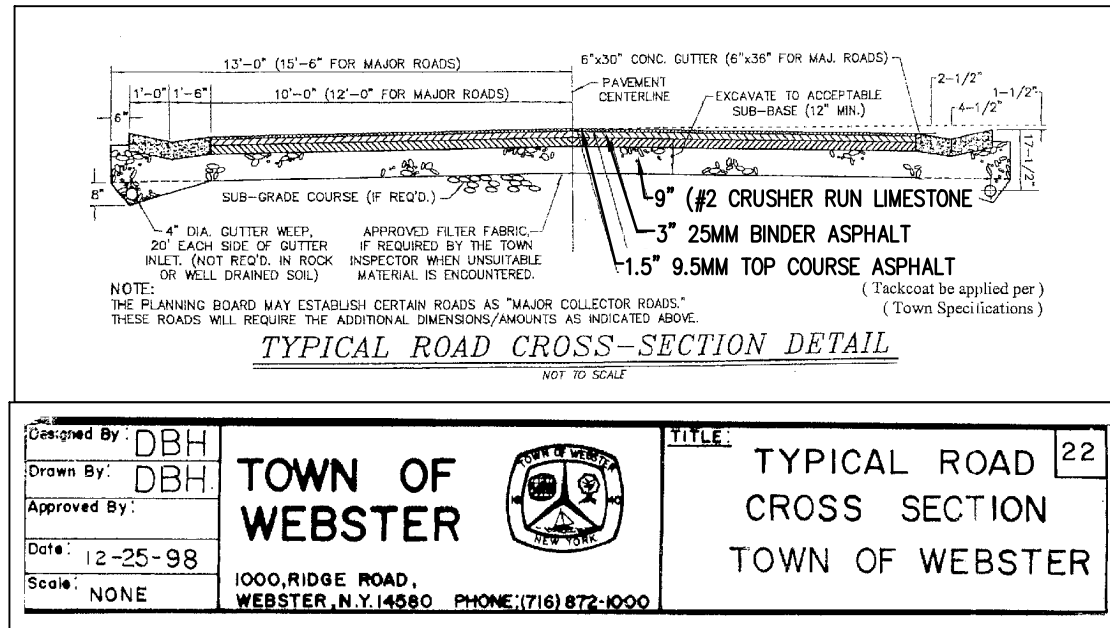 13'-0" (15'-6" FOR MAJOR ROADS)
6"x30" CONC. GUTTER (6"x36" FOR MAJ. ROADS)
PAVEMENT
CENTERLINE
2-1/2"
1-1/2"
4-1/2"
1'-0"
1'-6"
10'-0" (12'-0" FOR MAJOR ROADS)
EXCAVATE TO ACCEPTABLE
SUB-BASE (12" MIN.)
6"
17-1/2"
8"
SUB-GRADE COURSE (IF REQ'D.)
9" (#2 CRUSHER RUN LIMESTONE
3" 25MM BINDER ASPHALT
1.5" 9.5MM TOP COURSE ASPHALT
( Tackcoat be applied per )
( Town Specifications )
4" DIA. GUTTER WEEP,
20' EACH SIDE OF GUTTER
INLET. (NOT REQ'D. IN ROCK
OR WELL DRAINED SOIL)
APPROVED FILTER FABRIC,
IF REQUIRED BY THE TOWN
INSPECTOR WHEN UNSUITABLE
MATERIAL IS ENCOUNTERED.
NOTE:
THE PLANNING BOARD MAY ESTABLISH CERTAIN ROADS AS "MAJOR COLLECTOR ROADS."
THESE ROADS WILL REQUIRE THE ADDITIONAL DIMENSIONS/AMOUNTS AS INDICATED ABOVE.
TYPICAL ROAD CROSS-SECTION DETAIL
NOT TO SCALE
Designed By: DBH
Drawn By: DBH
Approved By:
Date: 12-25-98
Scale: NONE
TOWN OF
WEBSTER
1000,RIDGE ROAD,
WEBSTER,N.Y.14580 PHONE:(716)872-1000
TOWN OF WEBSTER
18 40
NEW YORK
TITLE:
22
TYPICAL ROAD
CROSS SECTION
TOWN OF WEBSTER